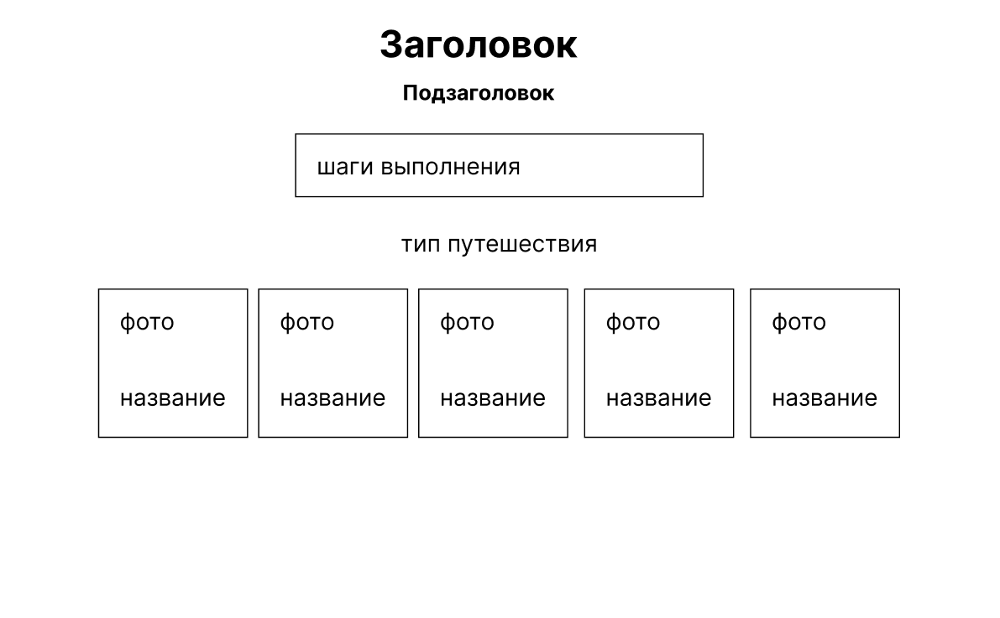 Заголовок
Подзаголовок
шаги выполнения
тип путешествия
фото фото фото фото фото
название название название название название